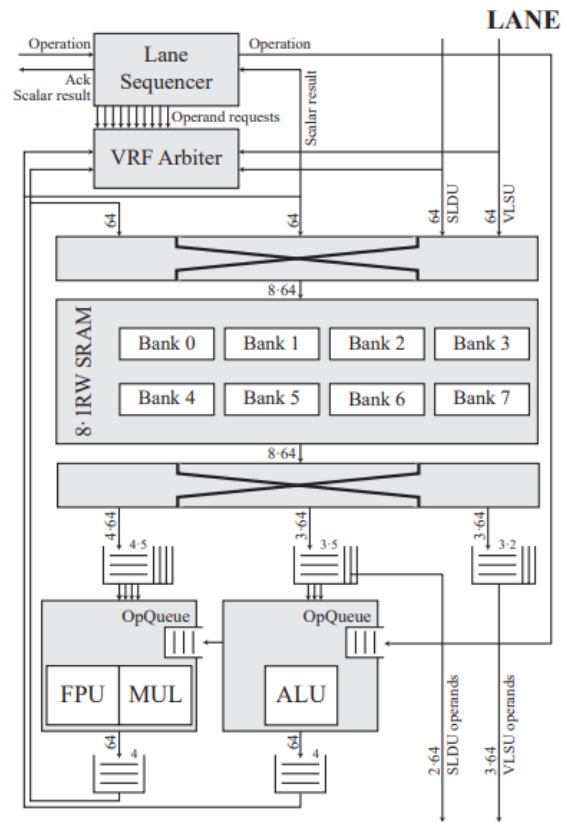 LANE
Operation
Lane
Sequencer
Operation
Ack
Scalar result
Operand requests
Scalar result
VRF Arbiter
64
64
64
SLDU
64
VLSU
8·64
8·1RW SRAM
Bank 0
Bank 1
Bank 2
Bank 3
Bank 4
Bank 5
Bank 6
Bank 7
8·64
4·64
3·64
3·64
4·5
3·5
3·2
OpQueue
OpQueue
FPU
MUL
ALU
64
64
4
4
2·64
SLDU operands
3·64
VLSU operands